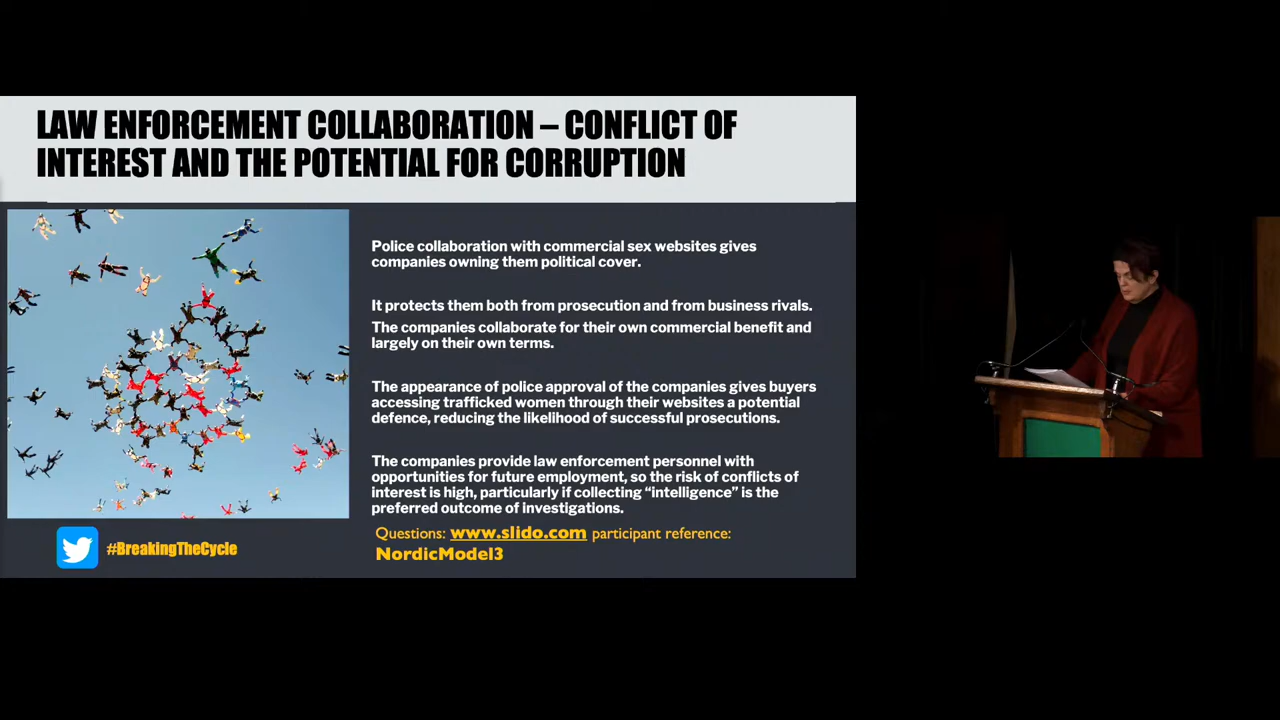 LAW ENFORCEMENT COLLABORATION – CONFLICT OF
INTEREST AND THE POTENTIAL FOR CORRUPTION
Police collaboration with commercial sex websites gives
companies owning them political cover.
It protects them both from prosecution and from business rivals.
The companies collaborate for their own commercial benefit and
largely on their own terms.
The appearance of police approval of the companies gives buyers
accessing trafficked women through their websites a potential
defence, reducing the likelihood of successful prosecutions.
The companies provide law enforcement personnel with
opportunities for future employment, so the risk of conflicts of
interest is high, particularly if collecting “intelligence” is the
preferred outcome of investigations.
Questions: www.slido.com participant reference:
NordicModel3
#BreakingTheCycle